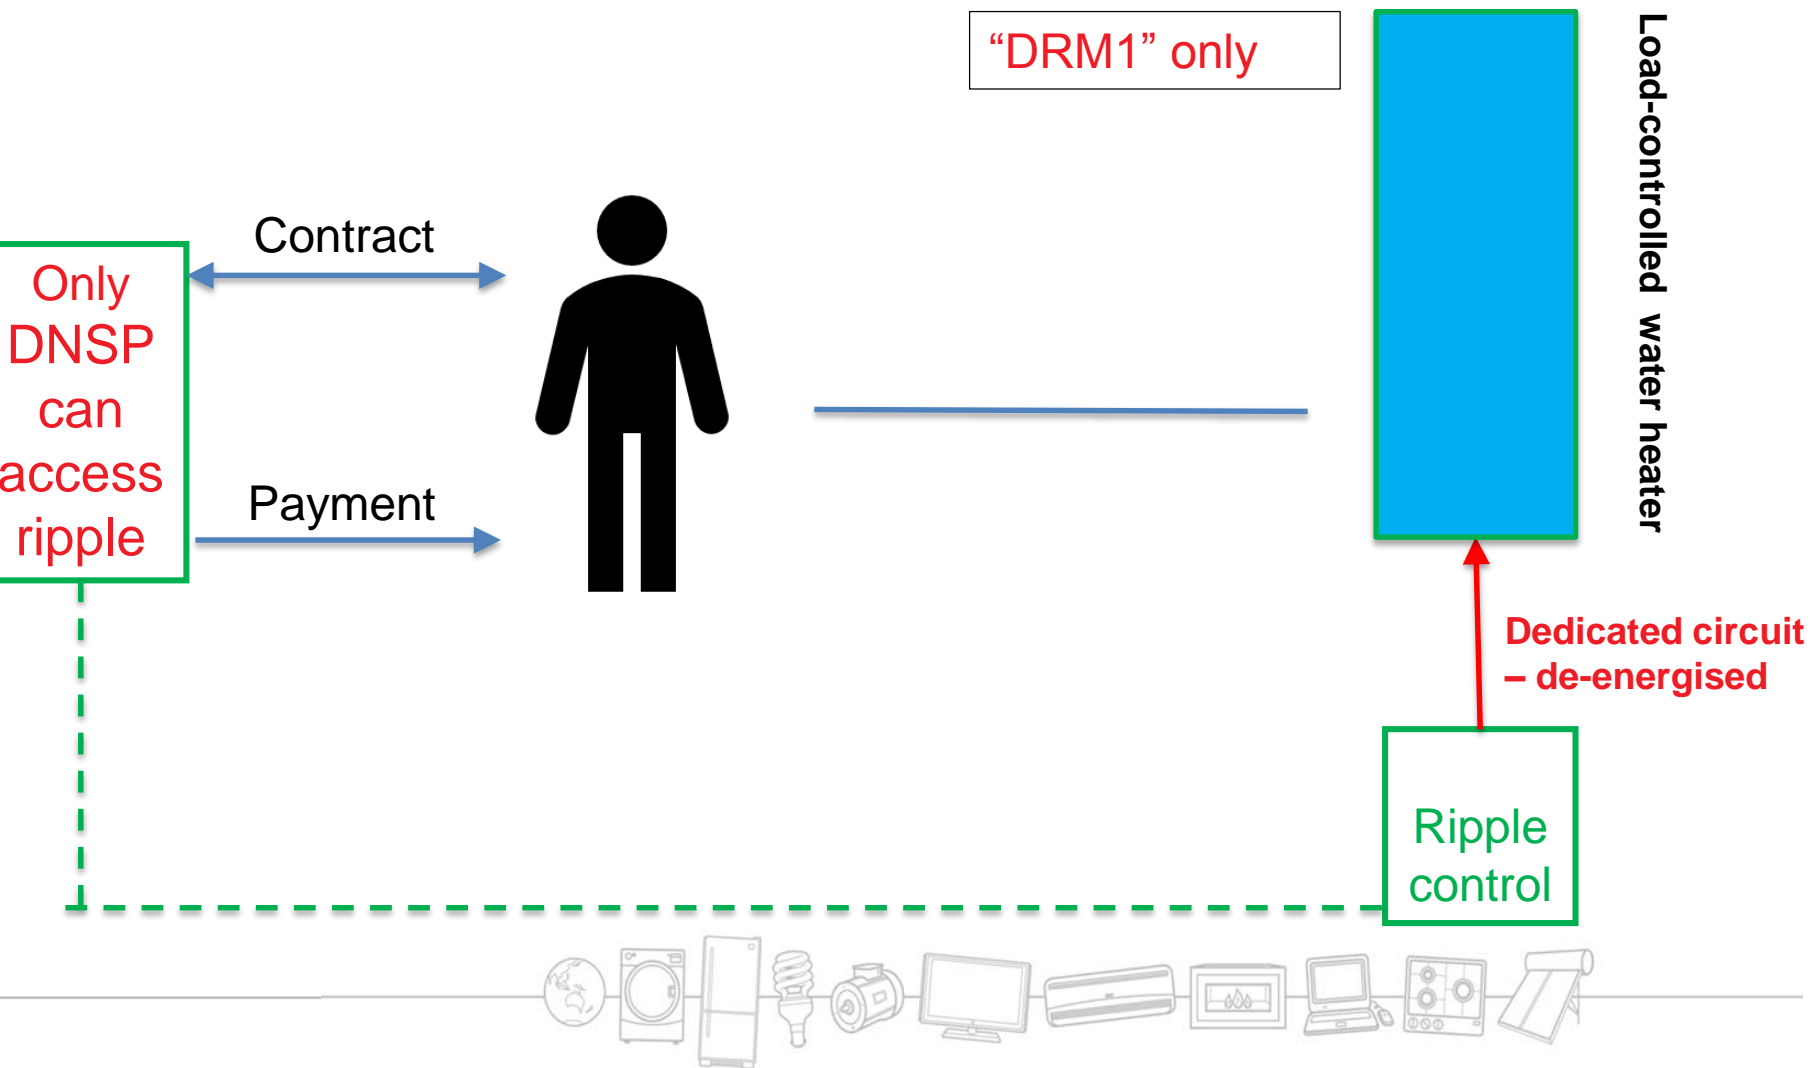 “DRM1” only
Load-controlled water heater
Contract
Only
DNSP
can
access
ripple
Payment
Dedicated circuit
– de-energised
Ripple
control